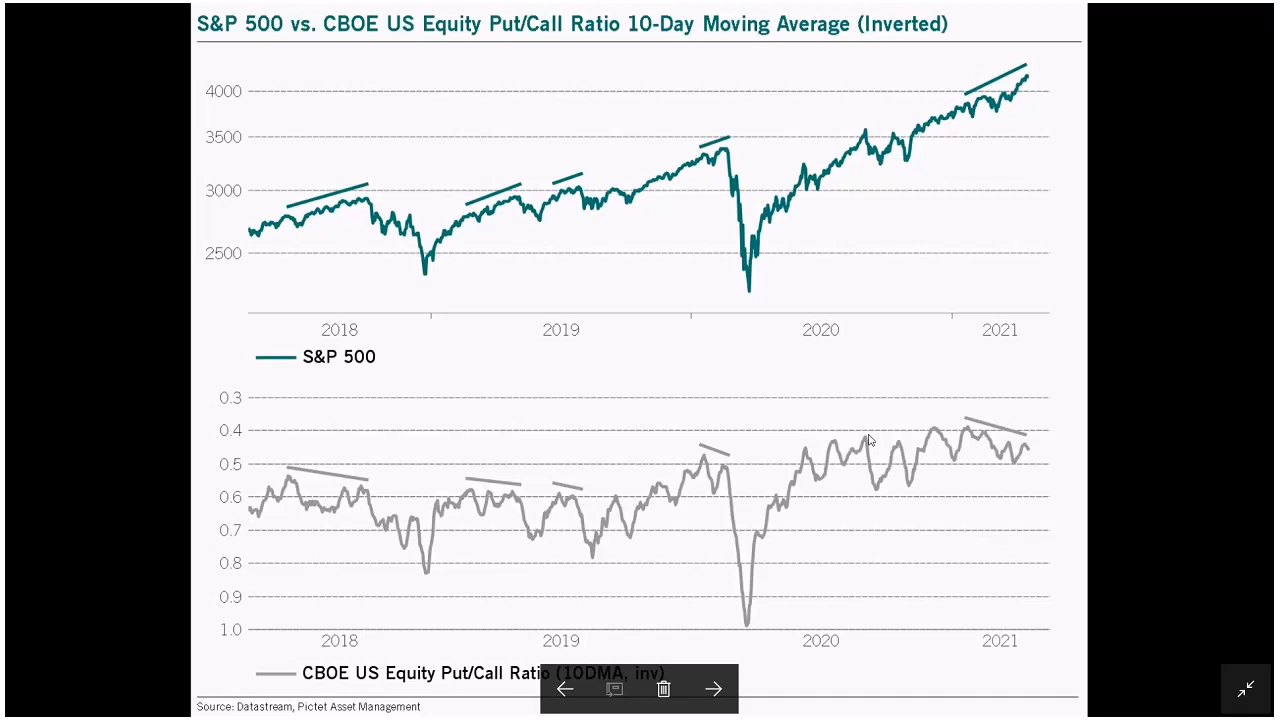 S&P 500 vs. CBOE US Equity Put/Call Ratio 10-Day Moving Average (Inverted)
4000
3500
3000
2500
2018 2019 2020 2021
S&P 500
0.3
0.4
0.5
0.6
0.7
0.8
0.9
1.0
2018 2019 2020 2021
CBOE US Equity Put/Call Ratio (10DMA, inv)
Source: Datastream, Pictet Asset Management